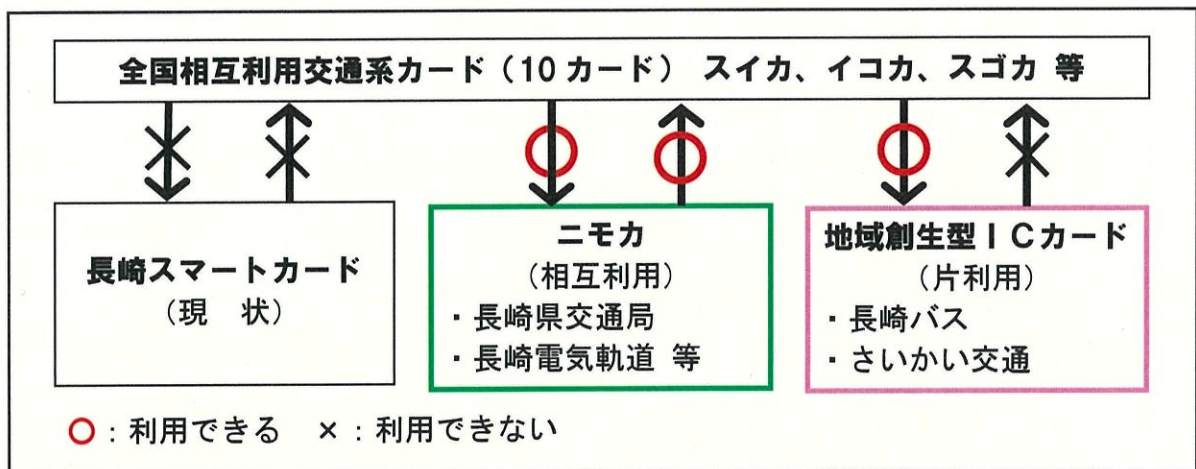 全国相互利用交通系カード（10カード） スイカ、イコカ、スゴカ 等
長崎スマートカード
（現　状）
ニモカ
（相互利用）
・長崎県交通局
・長崎電気軌道 等
地域創生型ＩＣカード
（片利用）
・長崎バス
・さいかい交通
○：利用できる　×：利用できない